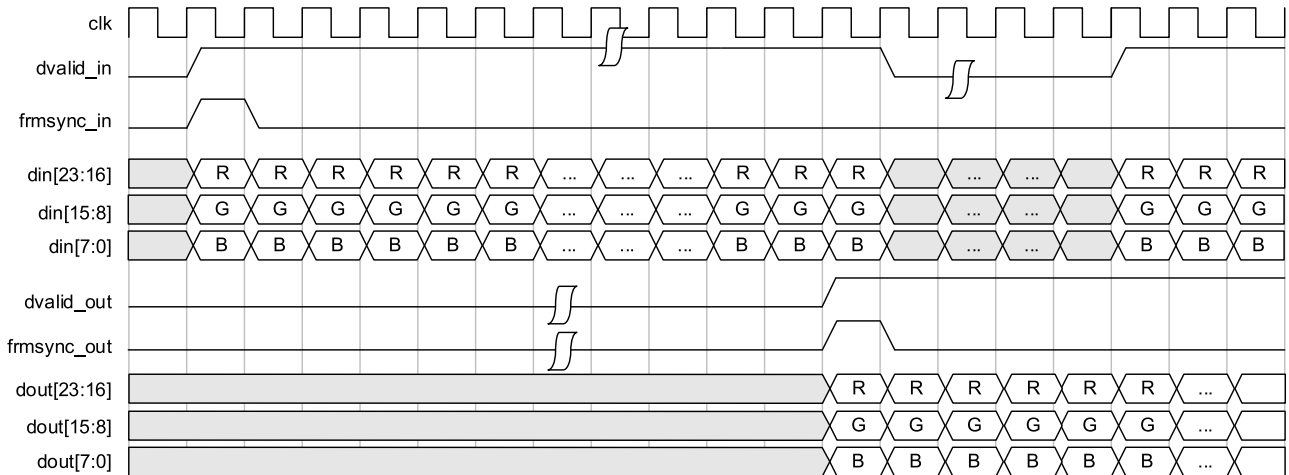 clk
dvalid_in
frmsync_in
din[23:16] R R R R R R ... ... ... R R R ... ... R R R
din[15:8] G G G G G G ... ... ... G G G ... ... G G G
din[7:0] B B B B B B ... ... ... B B B ... ... B B B
dvalid_out
frmsync_out
dout[23:16] R R R R R R ...
dout[15:8] G G G G G G ...
dout[7:0] B B B B B B ...